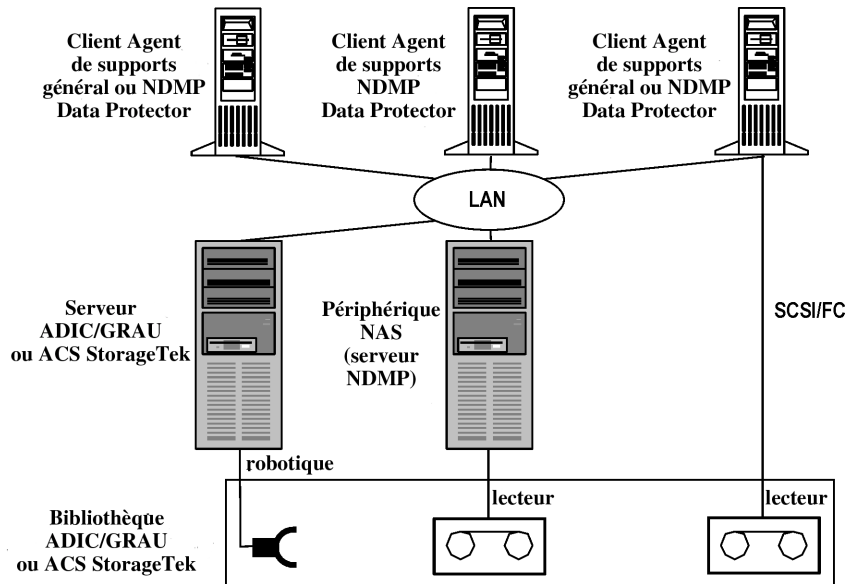 Client Agent
de supports
général ou NDMP
Data Protector
Client Agent
de supports
NDMP
Data Protector
Client Agent
de supports
général ou NDMP
Data Protector
LAN
Serveur
ADIC/GRAU
ou ACS StorageTek
Périphérique
NAS
(serveur
NDMP)
SCSI/FC
robotique
lecteur
lecteur
Bibliothèque
ADIC/GRAU
ou ACS StorageTek